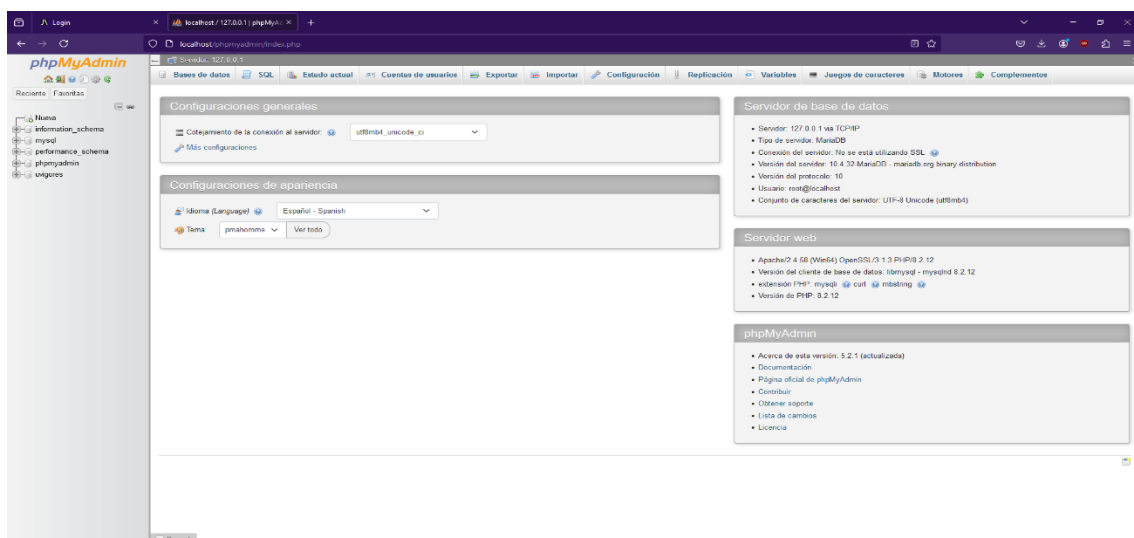 Login
localhost / 127.0.0.1 | phpMyAd
localhost/phpmyadmin/index.php
phpMyAdmin
Reciente Favoritas
Nueva
information_schema
mysql
performance_schema
phpmyadmin
uvigores
Servidor: 127.0.0.1
Bases de datos SQL Estado actual Cuentas de usuarios Exportar Importar Configuración Replicación Variables Juegos de caracteres Motores Complementos
Configuraciones generales
Cotejamiento de la conexión al servidor: utf8mb4_unicode_ci
Más configuraciones
Configuraciones de apariencia
Idioma (Language) Español - Spanish
Tema pmahomme Ver todo
Servidor de base de datos
• Servidor: 127.0.0.1 via TCP/IP
• Tipo de servidor: MariaDB
• Conexión del servidor: No se está utilizando SSL
• Versión del servidor: 10.4.32-MariaDB - mariadb.org binary distribution
• Versión del protocolo: 10
• Usuario: root@localhost
• Conjunto de caracteres del servidor: UTF-8 Unicode (utf8mb4)
Servidor web
• Apache/2.4.58 (Win64) OpenSSL/3.1.3 PHP/8.2.12
• Versión del cliente de base de datos: libmysql - mysqlnd 8.2.12
• extensión PHP: mysqli curl mbstring
• Versión de PHP: 8.2.12
phpMyAdmin
• Acerca de esta versión: 5.2.1 (actualizada)
• Documentación
• Página oficial de phpMyAdmin
• Contribuir
• Obtener soporte
• Lista de cambios
• Licencia